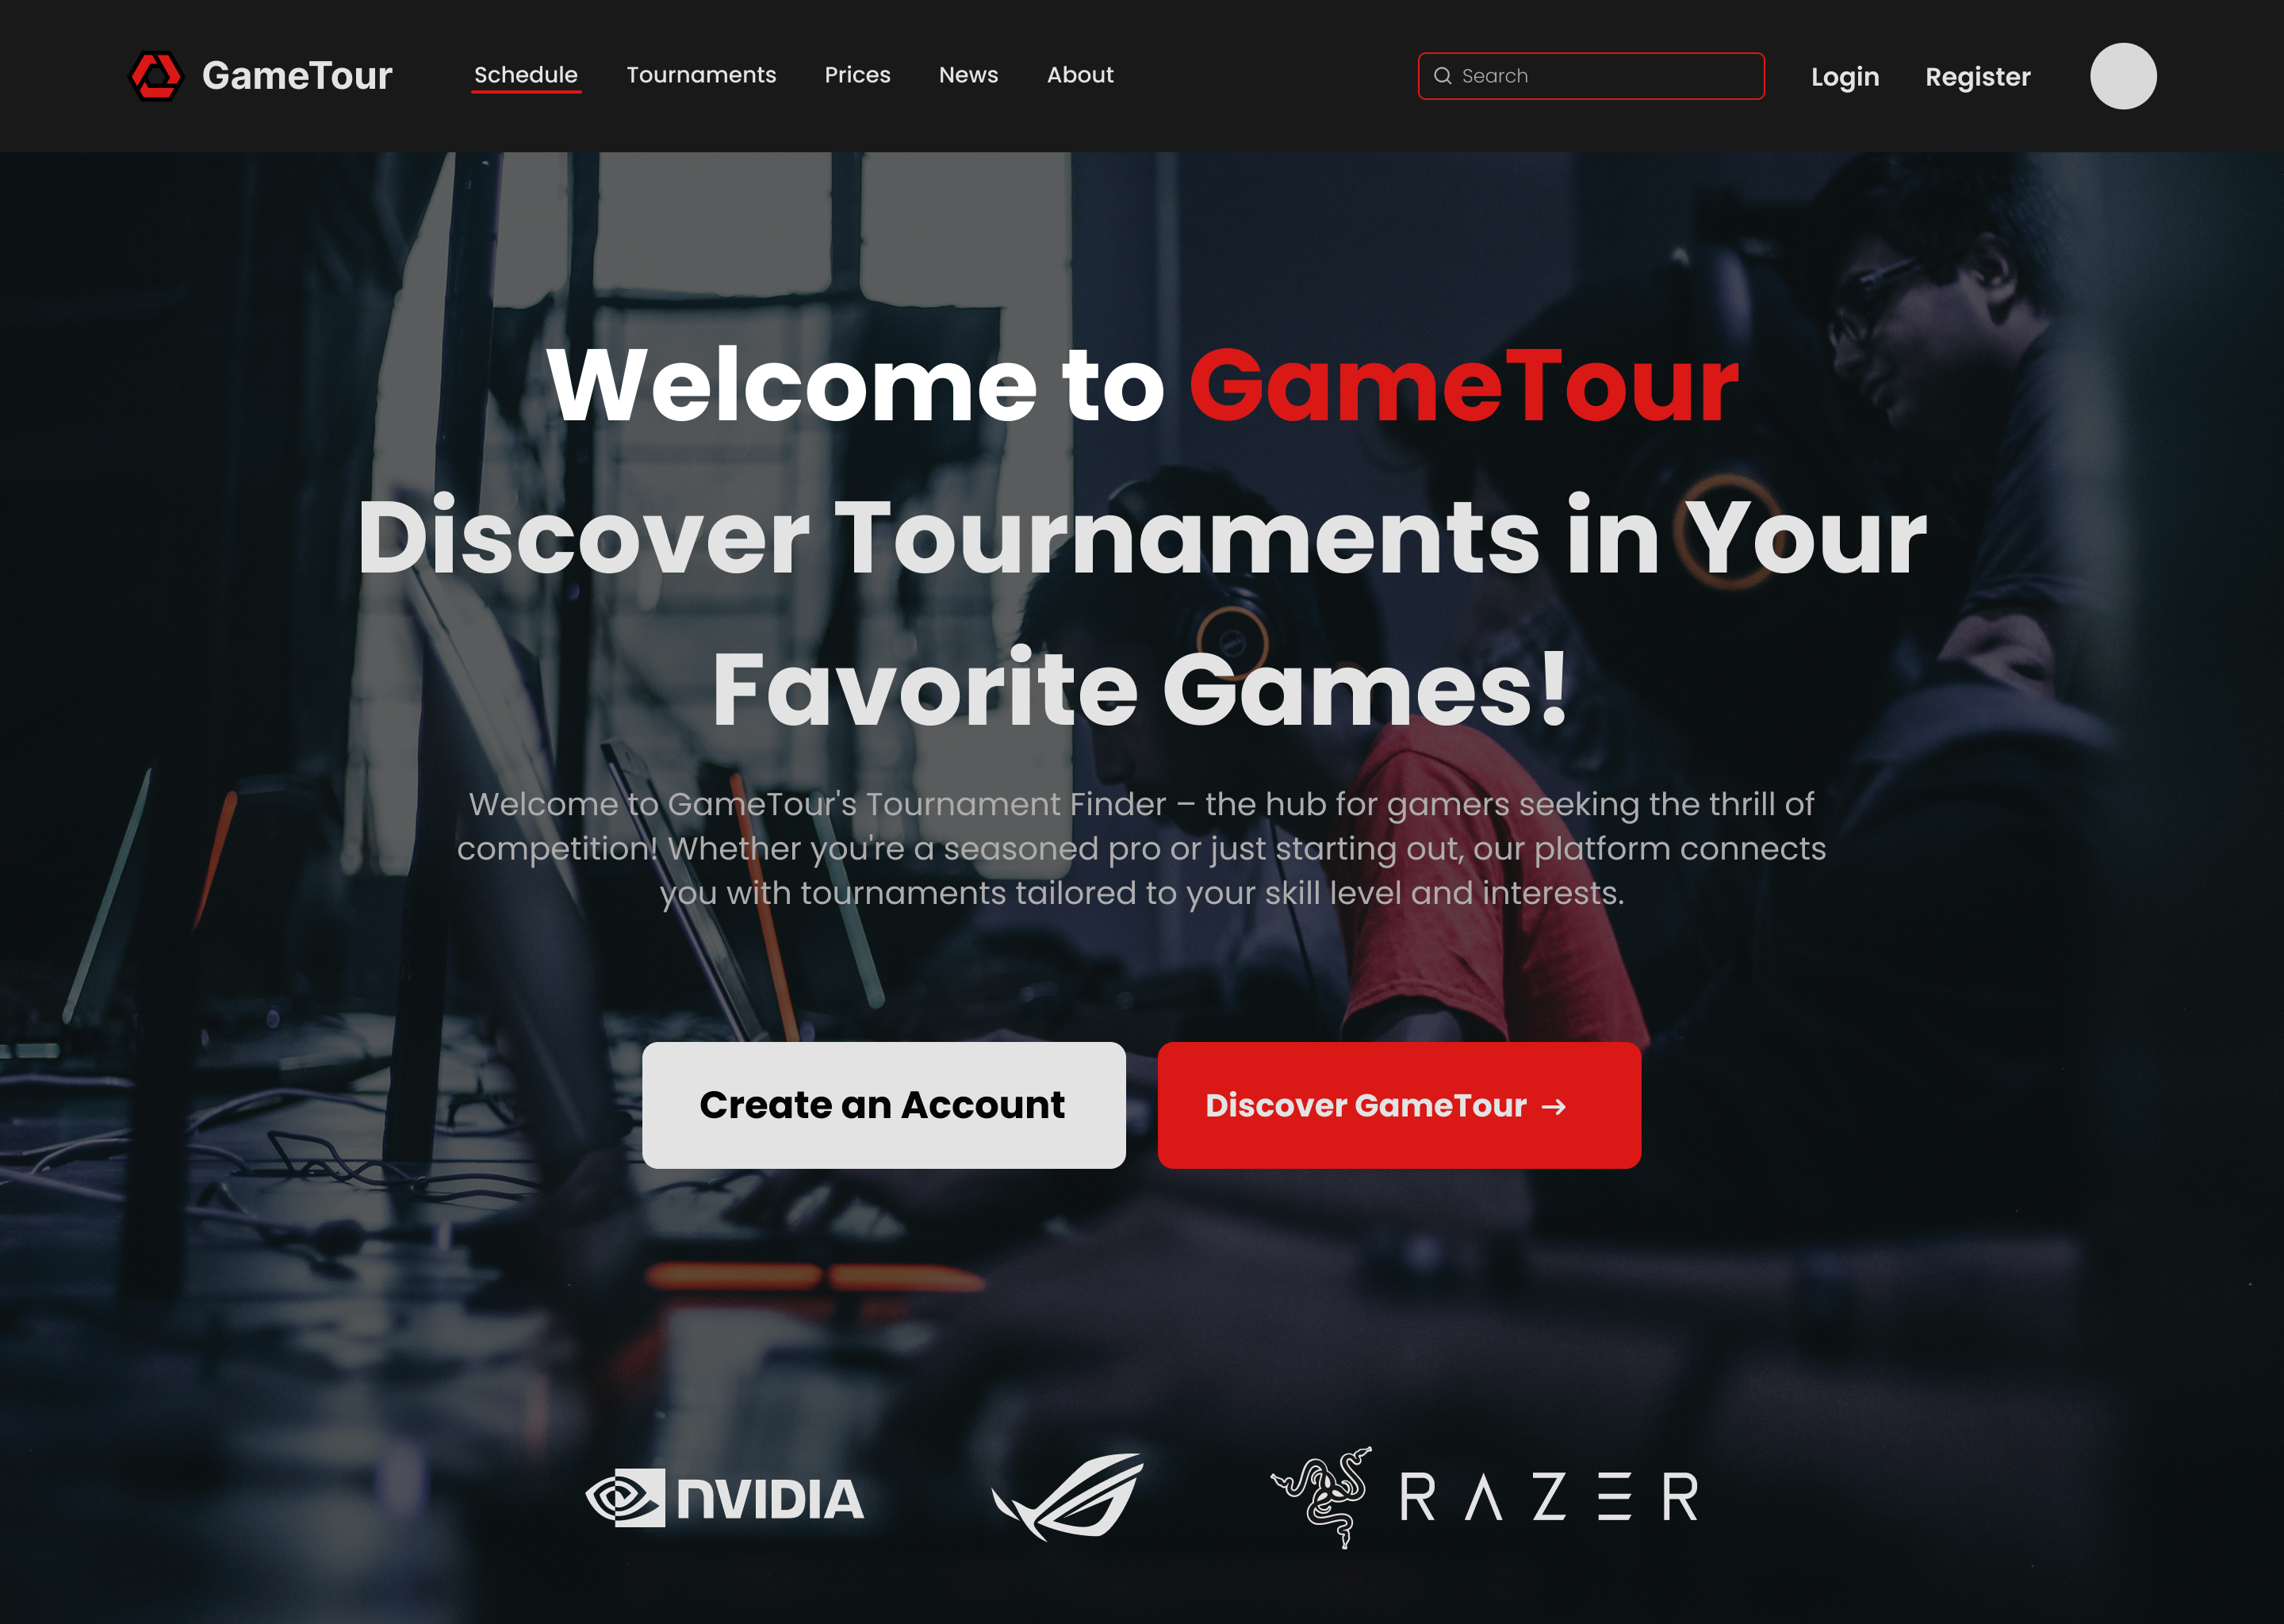 GameTour
Schedule Tournaments Prices News About
Search
Login Register
Welcome to GameTour
Discover Tournaments in Your
Favorite Games!
Welcome to GameTour's Tournament Finder – the hub for gamers seeking the thrill of
competition! Whether you're a seasoned pro or just starting out, our platform connects
you with tournaments tailored to your skill level and interests.
Create an Account
Discover GameTour →
NVIDIA
RAZER